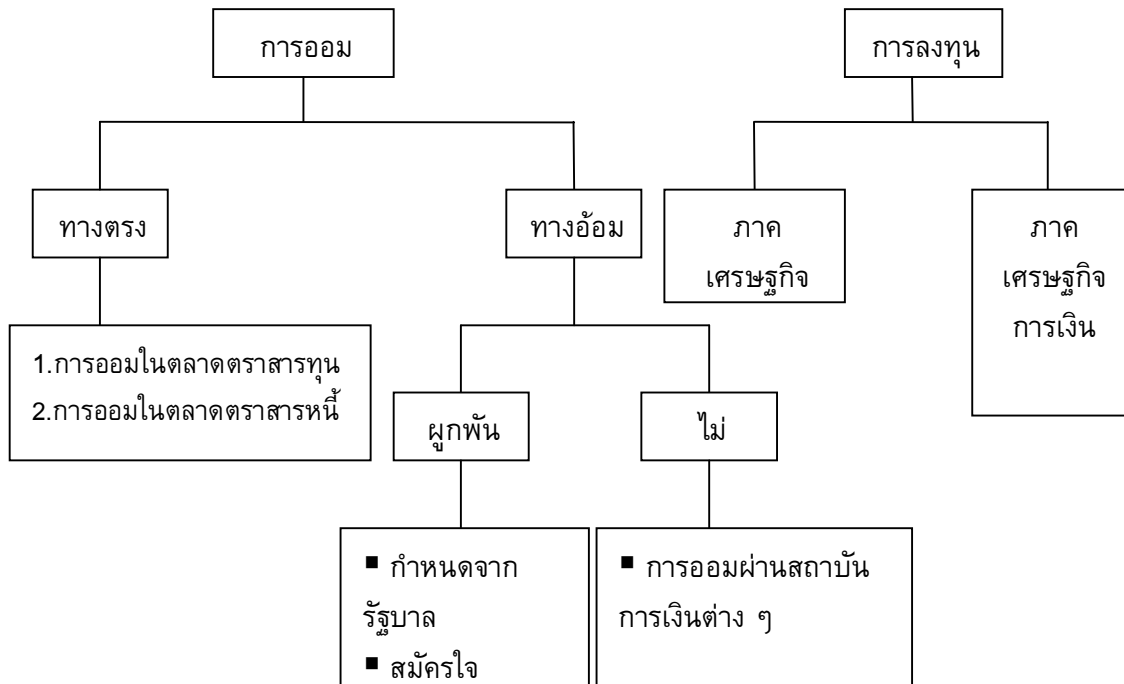 การออม
การลงทุน
ทางตรง
ทางอ้อม
ภาค
เศรษฐกิจ
ภาค
เศรษฐกิจ
การเงิน
1.การออมในตลาดตราสารทุน
2.การออมในตลาดตราสารหนี้
ผูกพัน
ไม่
■ กำหนดจาก
รัฐบาล
■ สมัครใจ
■ การออมผ่านสถาบัน
การเงินต่าง ๆ